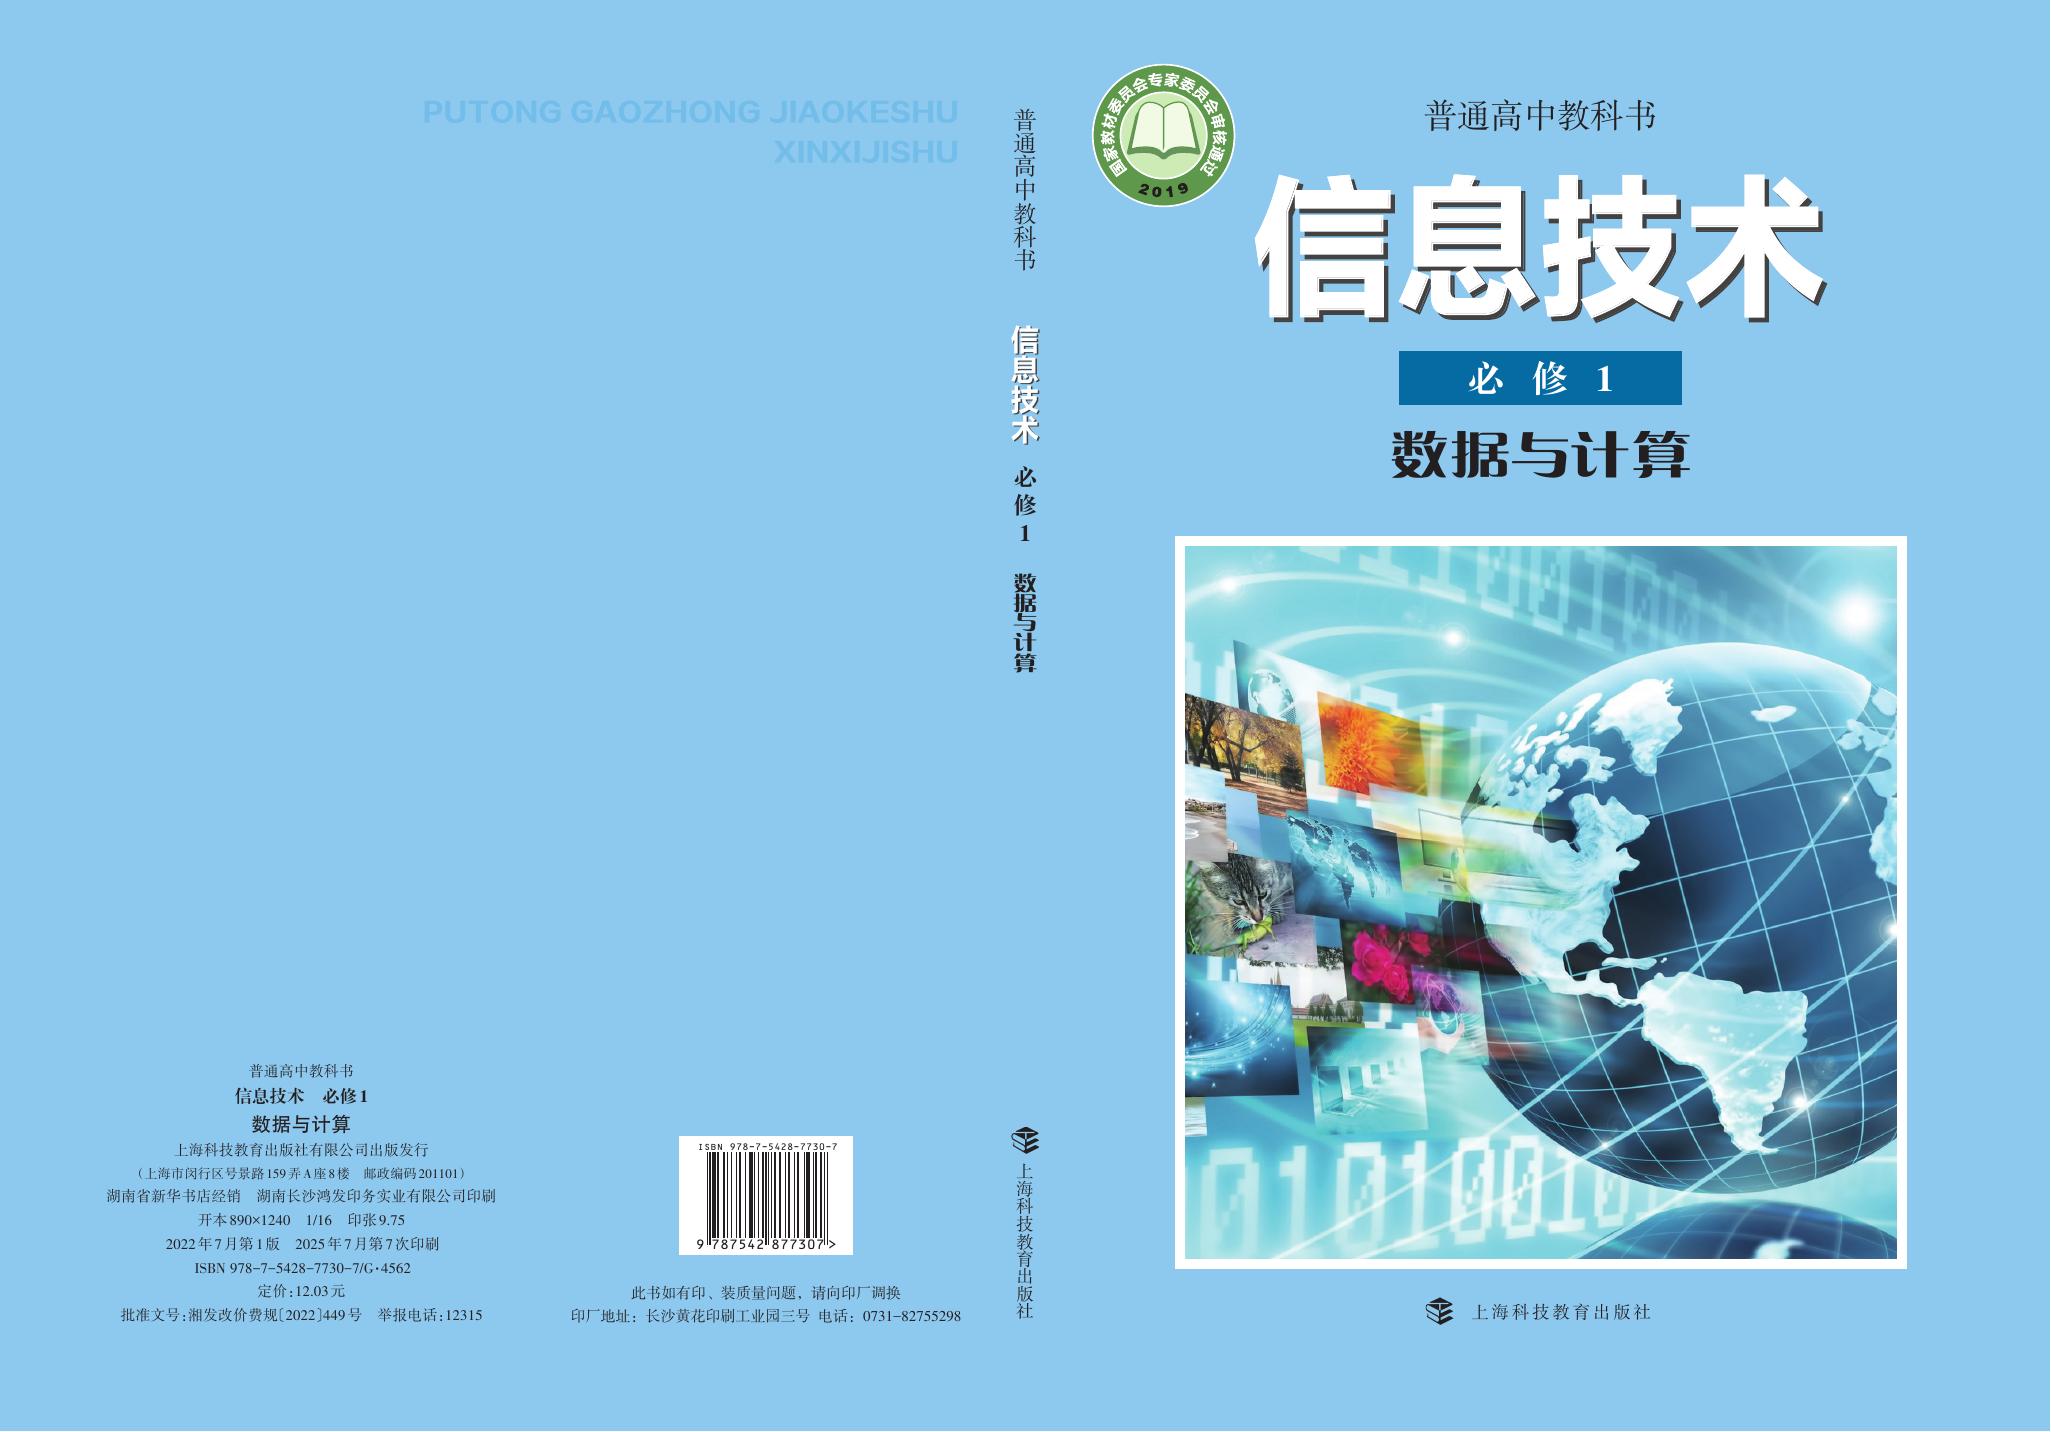 PUTONG GAOZHONG JIAOKESHU
XINXIJISHU
普通高中教科书
信息技术 必修1
数据与计算
上海科技教育出版社有限公司出版发行
（上海市闵行区号景路159弄A座8楼 邮政编码201101）
湖南省新华书店经销 湖南长沙鸿发印务实业有限公司印刷
开本890×1240 1/16 印张9.75
2022年7月第1版 2025年7月第7次印刷
ISBN 978-7-5428-7730-7/G·4562
定价:12.03元
批准文号:湘发改价费规〔2022〕449号 举报电话:12315
ISBN 978-7-5428-7730-7
9 787542 877307 >
此书如有印、装质量问题，请向印厂调换
印厂地址：长沙黄花印刷工业园三号 电话：0731-82755298
普通高中教科书
信息技术
必修1
数据与计算
上海科技教育出版社
国家教材委员会专家委员会审核通过
2019
普通高中教科书
信息技术
必修1
数据与计算
上海科技教育出版社